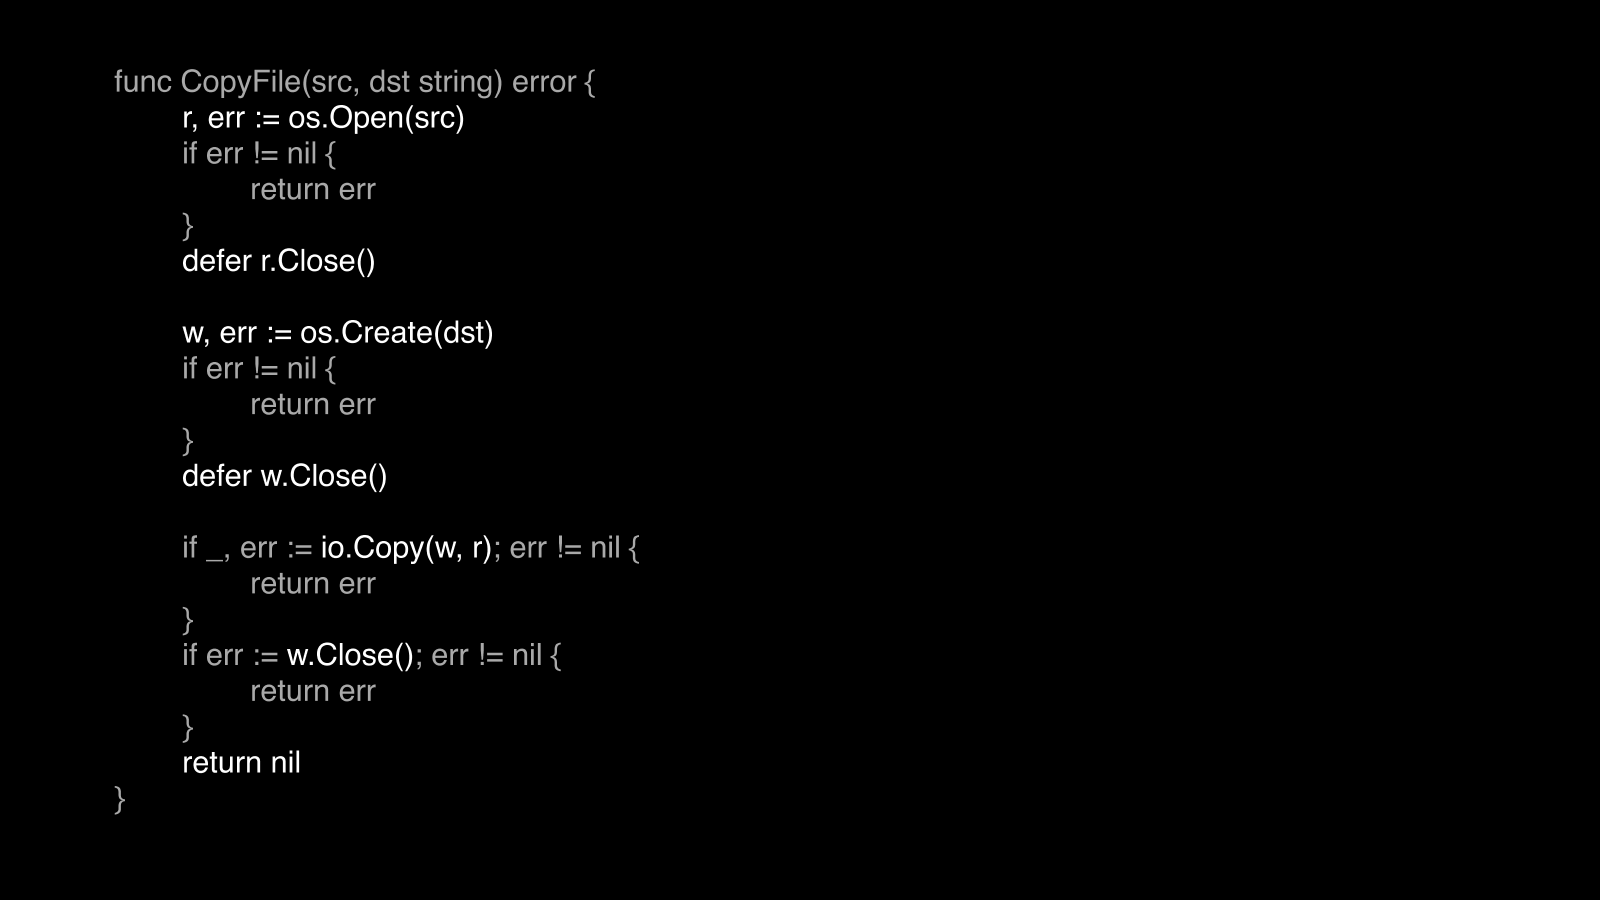 func CopyFile(src, dst string) error {
r, err := os.Open(src)
if err != nil {
return err
}
defer r.Close()
w, err := os.Create(dst)
if err != nil {
return err
}
defer w.Close()
if _, err := io.Copy(w, r); err != nil {
return err
}
if err := w.Close(); err != nil {
return err
}
return nil
}